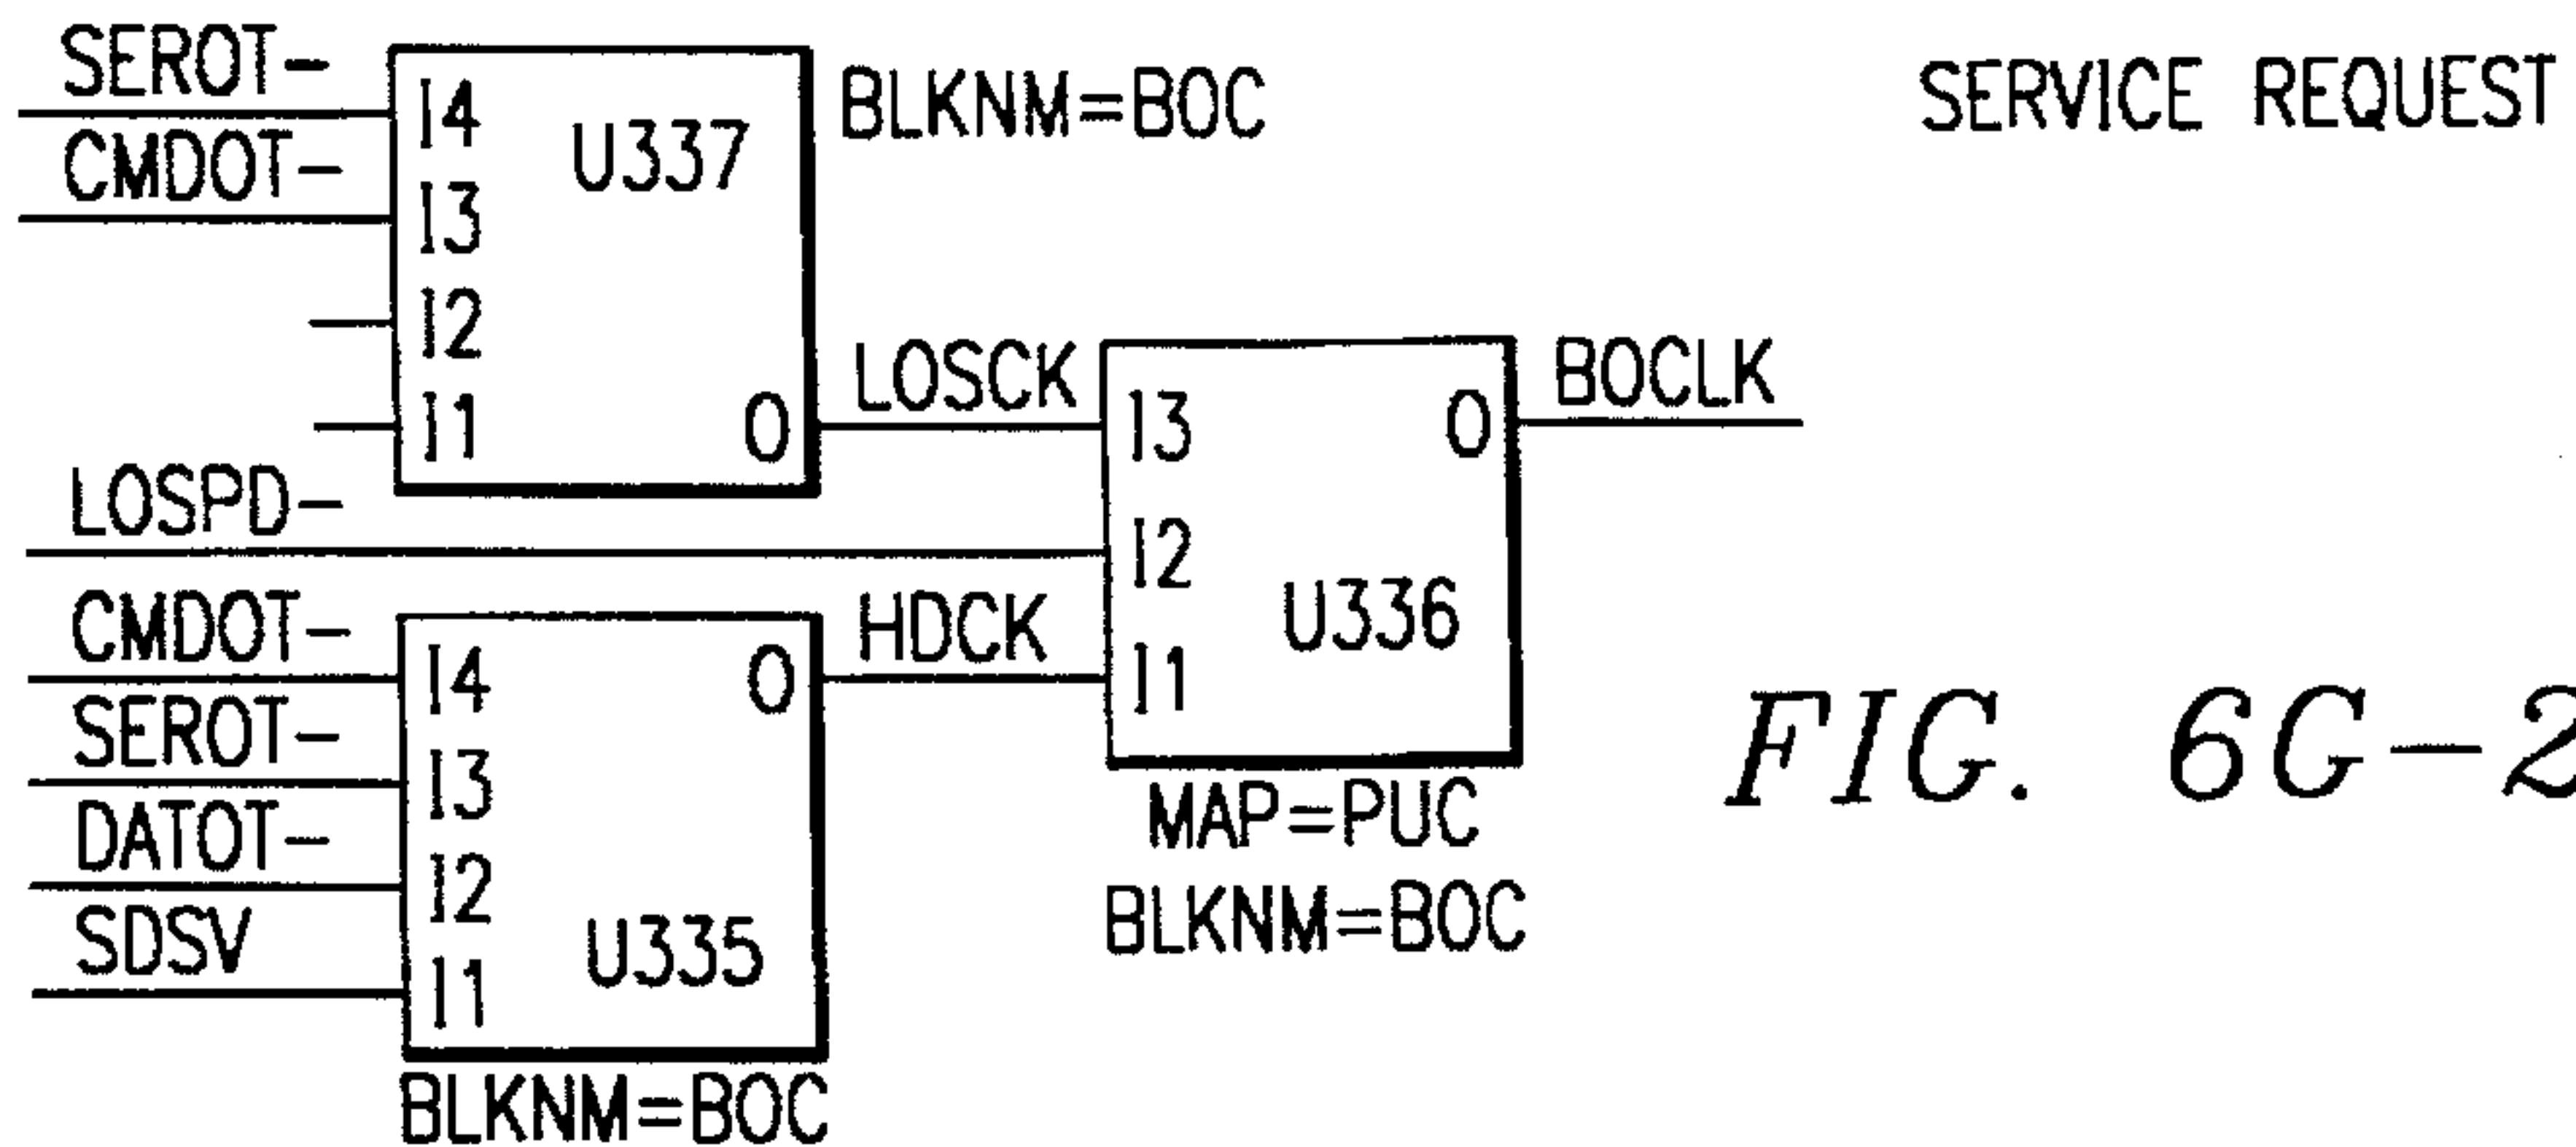 SEROT-
CMDOT-
I4
I3
I2
I1
U337
O
BLKNM=BOC
SERVICE REQUEST
LOSCK
LOSPD-
I3
I2
I1
O
U336
BOCLK
MAP=PUC
BLKNM=BOC
CMDOT-
SEROT-
DATOT-
SDSV
I4
I3
I2
I1
O
U335
HDCK
BLKNM=BOC
FIG. 6G-2